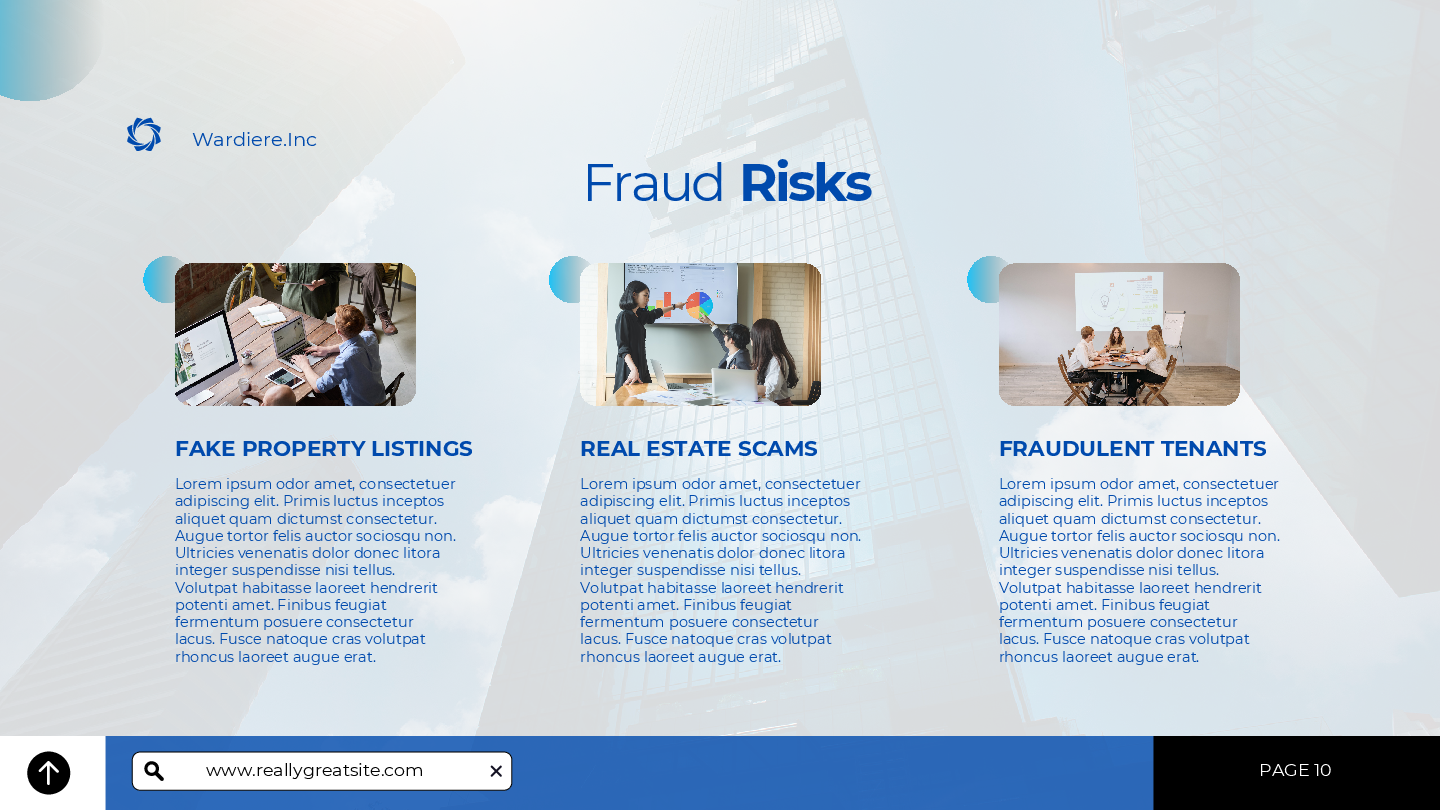 Wardiere.Inc
Fraud Risks
FAKE PROPERTY LISTINGS
Lorem ipsum odor amet, consectetuer
adipiscing elit. Primis luctus inceptos
aliquet quam dictumst consectetur.
Augue tortor felis auctor sociosqu non.
Ultricies venenatis dolor donec litora
integer suspendisse nisi tellus.
Volutpat habitasse laoreet hendrerit
potenti amet. Finibus feugiat
fermentum posuere consectetur
lacus. Fusce natoque cras volutpat
rhoncus laoreet augue erat.
REAL ESTATE SCAMS
Lorem ipsum odor amet, consectetuer
adipiscing elit. Primis luctus inceptos
aliquet quam dictumst consectetur.
Augue tortor felis auctor sociosqu non.
Ultricies venenatis dolor donec litora
integer suspendisse nisi tellus.
Volutpat habitasse laoreet hendrerit
potenti amet. Finibus feugiat
fermentum posuere consectetur
lacus. Fusce natoque cras volutpat
rhoncus laoreet augue erat.
FRAUDULENT TENANTS
Lorem ipsum odor amet, consectetuer
adipiscing elit. Primis luctus inceptos
aliquet quam dictumst consectetur.
Augue tortor felis auctor sociosqu non.
Ultricies venenatis dolor donec litora
integer suspendisse nisi tellus.
Volutpat habitasse laoreet hendrerit
potenti amet. Finibus feugiat
fermentum posuere consectetur
lacus. Fusce natoque cras volutpat
rhoncus laoreet augue erat.
www.reallygreatsite.com
PAGE 10